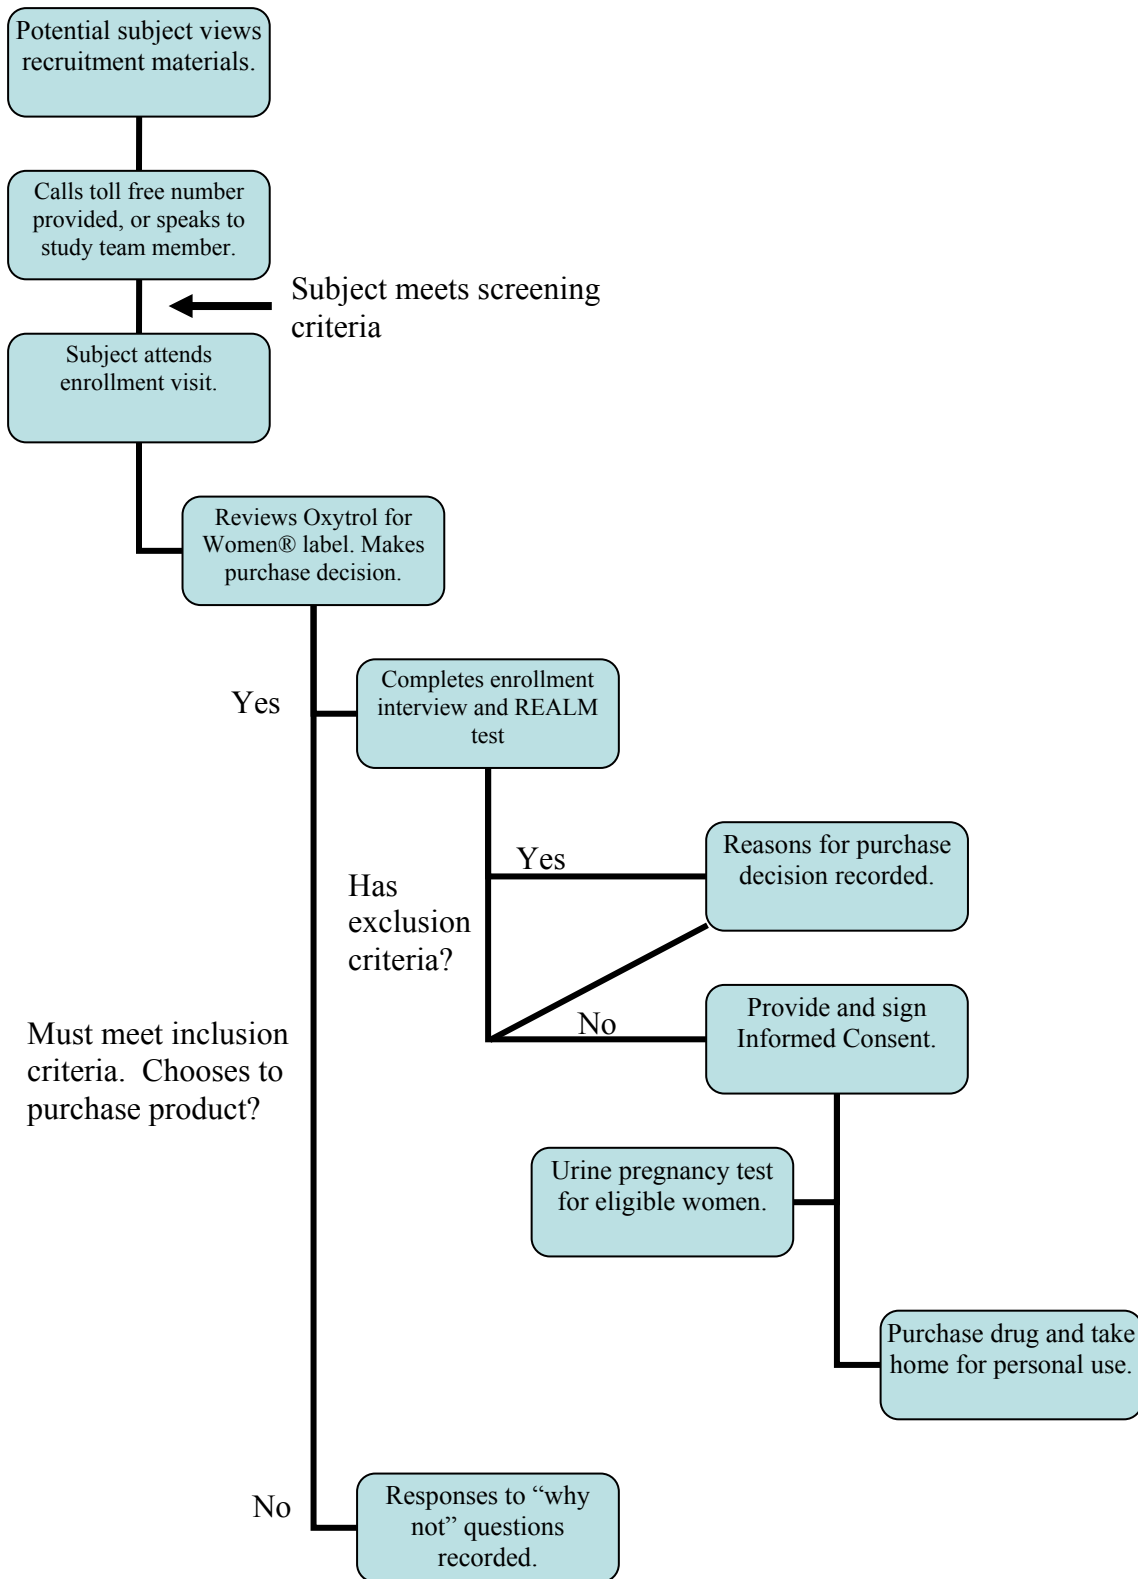 Potential subject views
recruitment materials.
Calls toll free number
provided, or speaks to
study team member.
Subject meets screening
criteria
Subject attends
enrollment visit.
Reviews Oxytrol for
Women® label. Makes
purchase decision.
Yes
Completes enrollment
interview and REALM
test
Yes
Reasons for purchase
decision recorded.
Has
exclusion
criteria?
No
Provide and sign
Informed Consent.
Must meet inclusion
criteria.  Chooses to
purchase product?
Urine pregnancy test
for eligible women.
Purchase drug and take
home for personal use.
No
Responses to “why
not” questions
recorded.